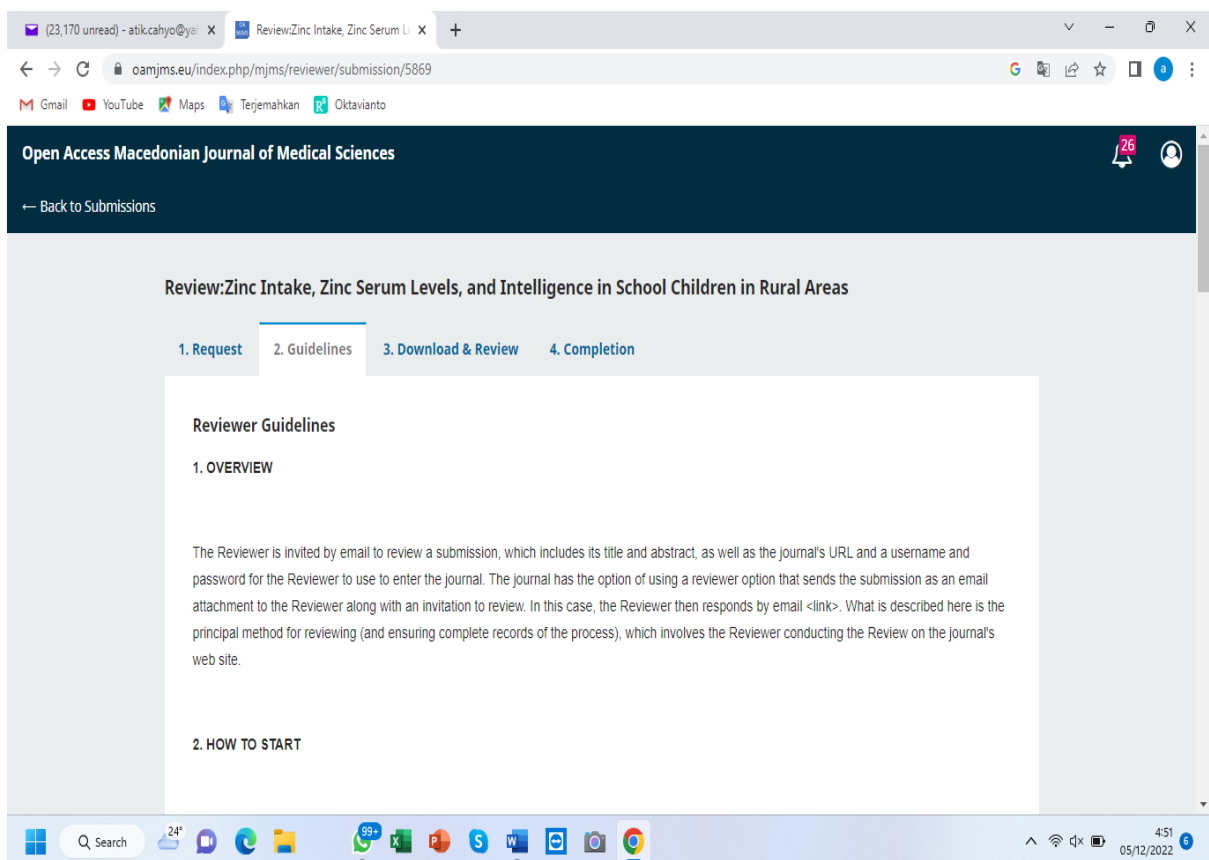 (23,170 unread) - atik.cahyo@yah
Review:Zinc Intake, Zinc Serum Le
oamjms.eu/index.php/mjms/reviewer/submission/5869
G
a
Gmail YouTube Maps Terjemahkan Oktavianto
Open Access Macedonian Journal of Medical Sciences
26
← Back to Submissions
Review:Zinc Intake, Zinc Serum Levels, and Intelligence in School Children in Rural Areas
1. Request 2. Guidelines 3. Download & Review 4. Completion
Reviewer Guidelines
1. OVERVIEW
The Reviewer is invited by email to review a submission, which includes its title and abstract, as well as the journal's URL and a username and
password for the Reviewer to use to enter the journal. The journal has the option of using a reviewer option that sends the submission as an email
attachment to the Reviewer along with an invitation to review. In this case, the Reviewer then responds by email <link>. What is described here is the
principal method for reviewing (and ensuring complete records of the process), which involves the Reviewer conducting the Review on the journal's
web site.
2. HOW TO START
Search
24°
99+
4:51
05/12/2022
6